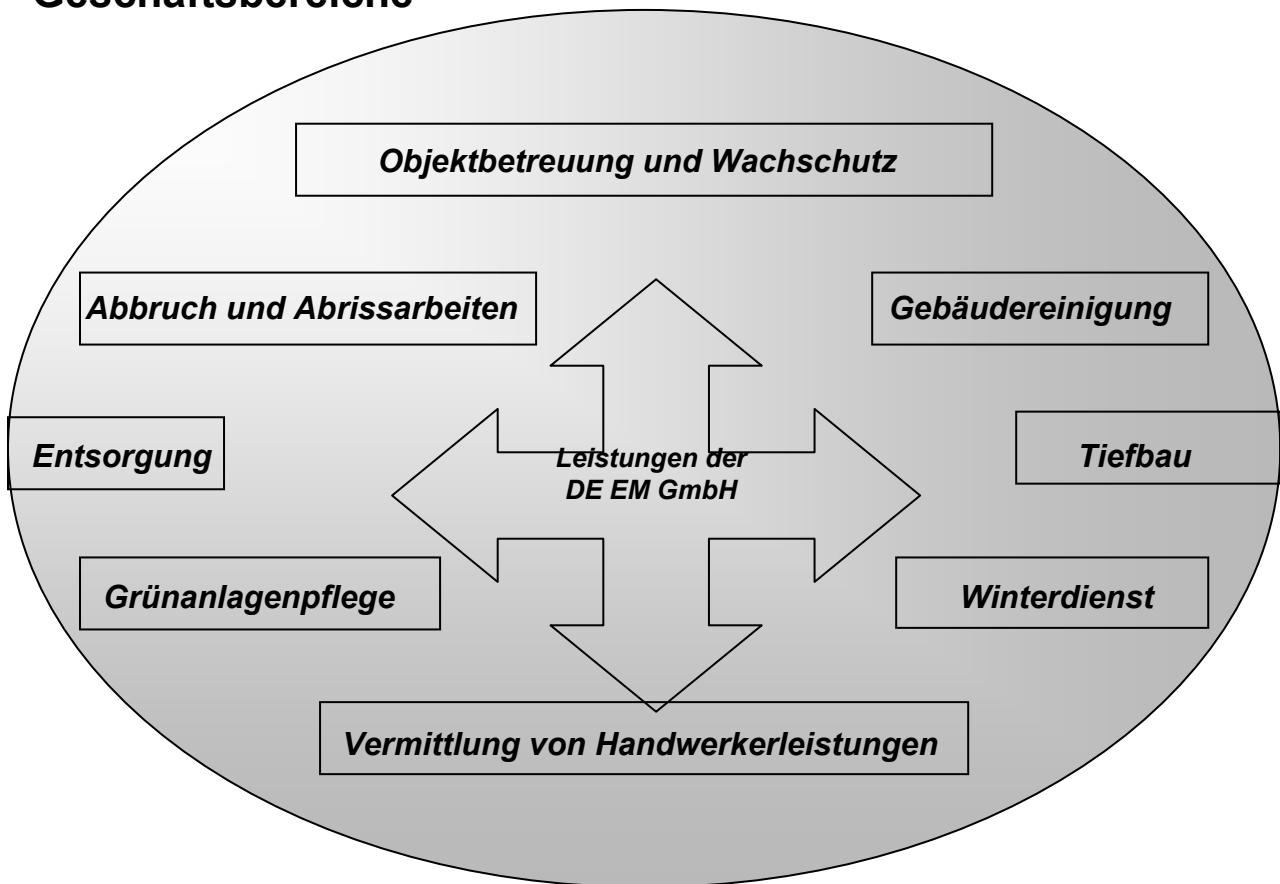 Geschäftsbereiche
Objektbetreuung und Wachschutz
Abbruch und Abrissarbeiten
Gebäudereinigung
Entsorgung
Leistungen der
DE EM GmbH
Tiefbau
Grünanlagenpflege
Winterdienst
Vermittlung von Handwerkerleistungen